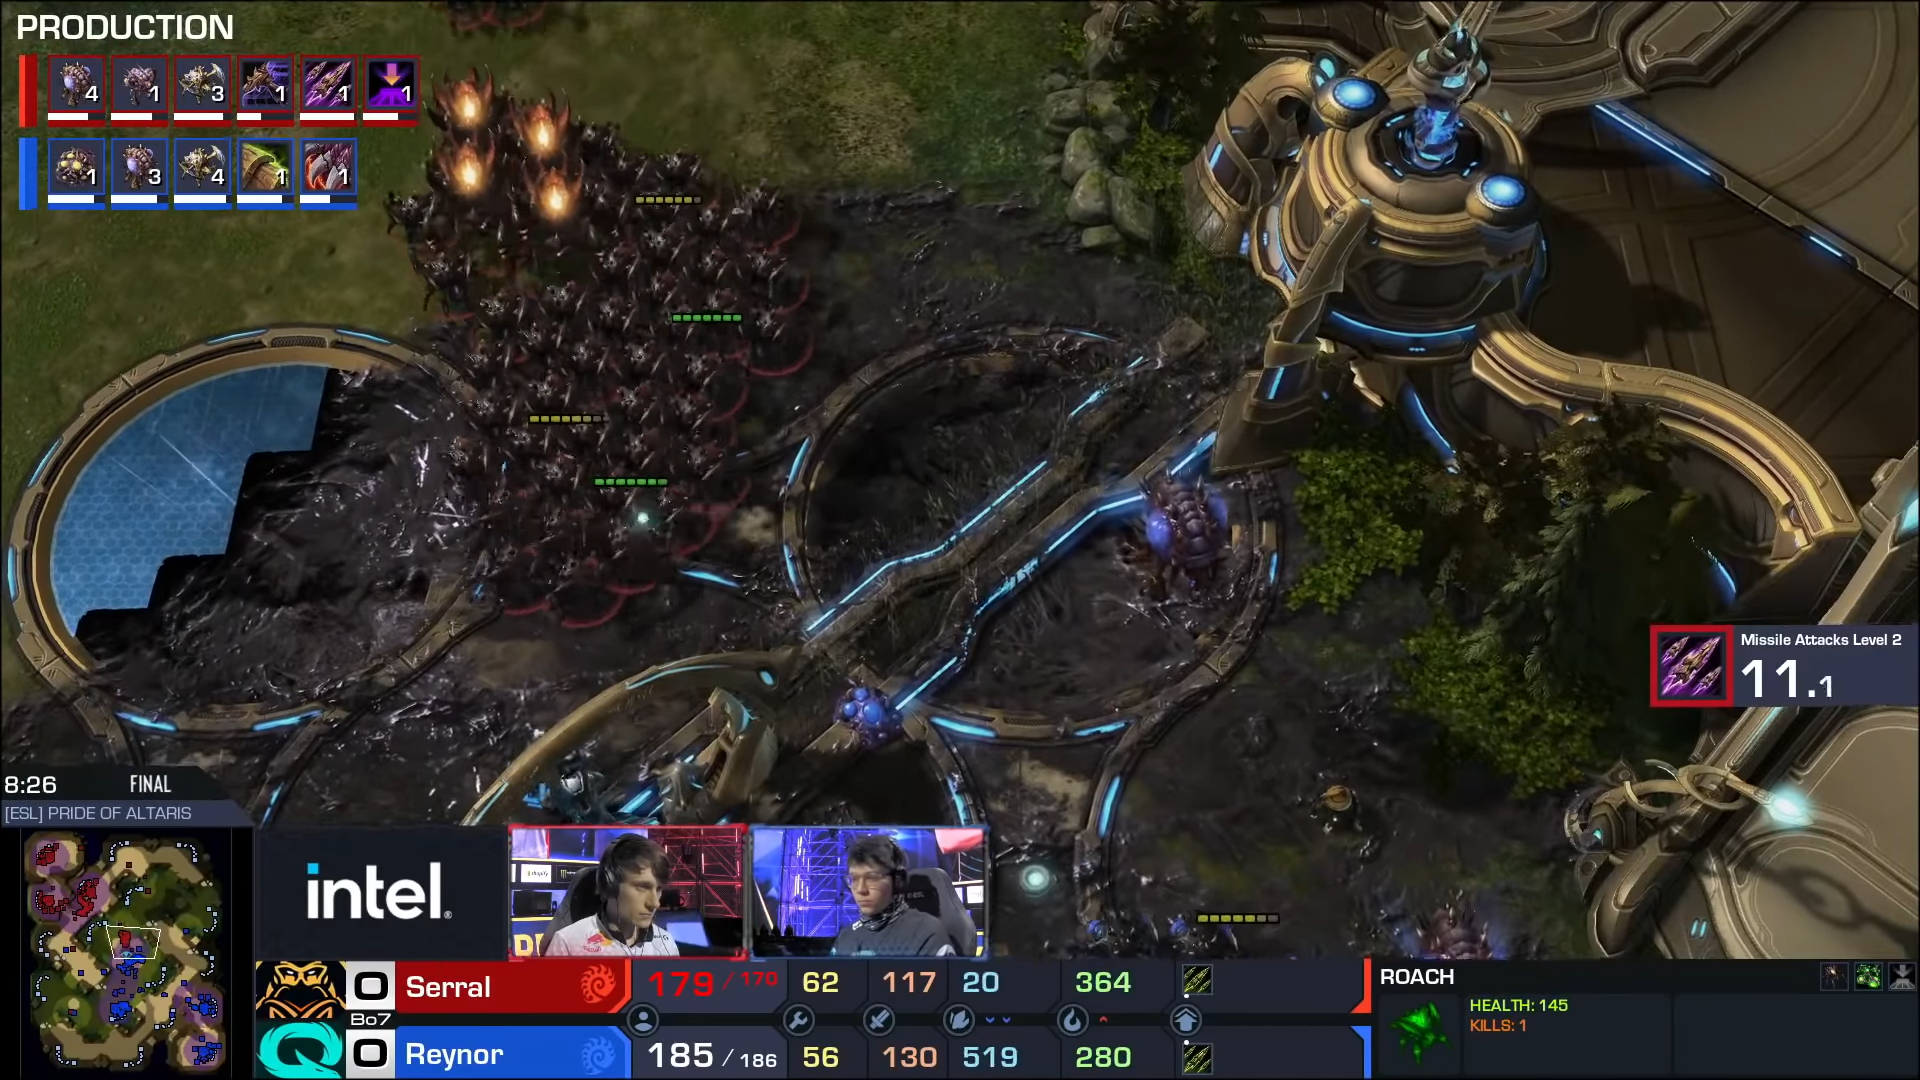 PRODUCTION
4 1 3 1 1 1
1 3 4 1 1
Missile Attacks Level 2
11.1
8:26 FINAL
[ESL] PRIDE OF ALTARIS
intel
0 Serral 179 / 170 62 117 20 364
Bo7
0 Reynor 185 / 186 56 130 519 280
ROACH
HEALTH: 145
KILLS: 1